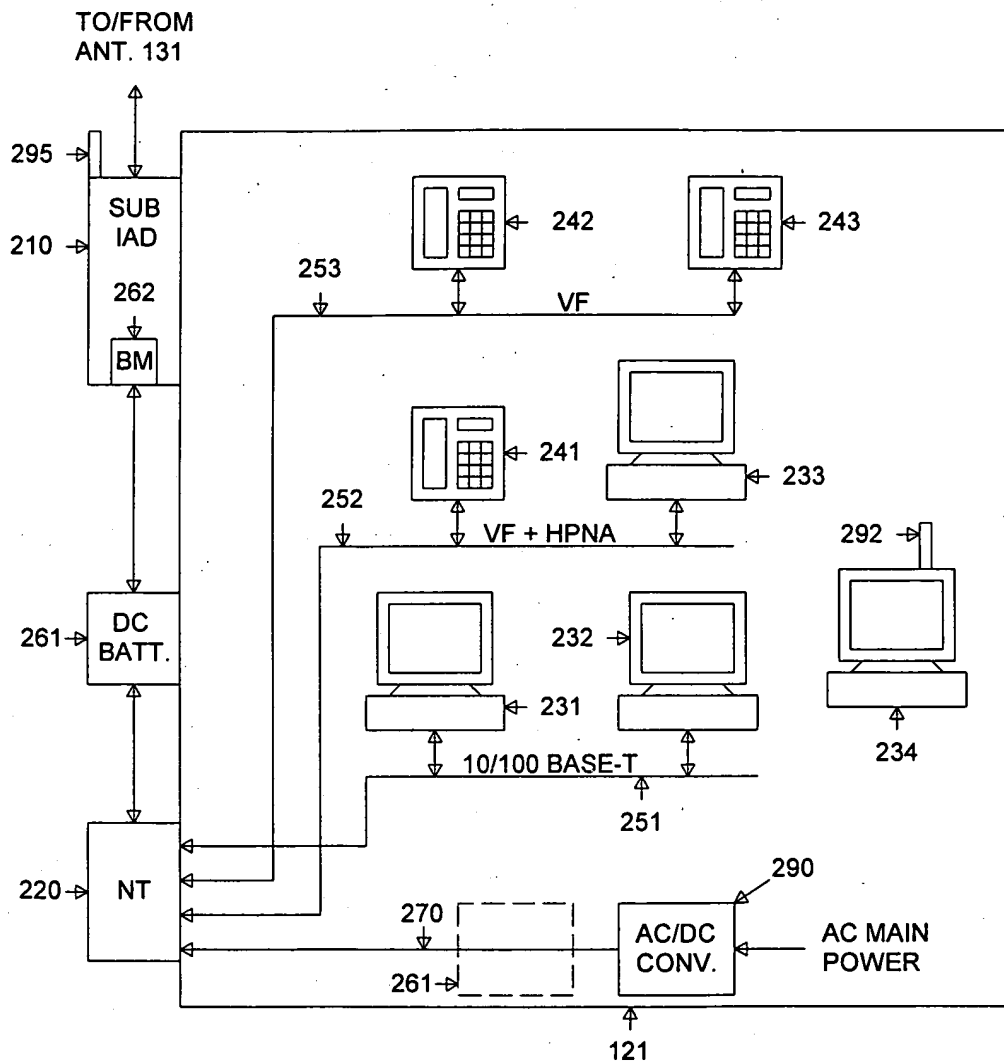 TO/FROM
ANT. 131
295
SUB
IAD
210
262
BM
242
243
253
VF
241
233
252
VF + HPNA
292
261
DC
BATT.
232
231
234
10/100 BASE-T
251
220
NT
290
270
AC/DC
CONV.
AC MAIN
POWER
261
121